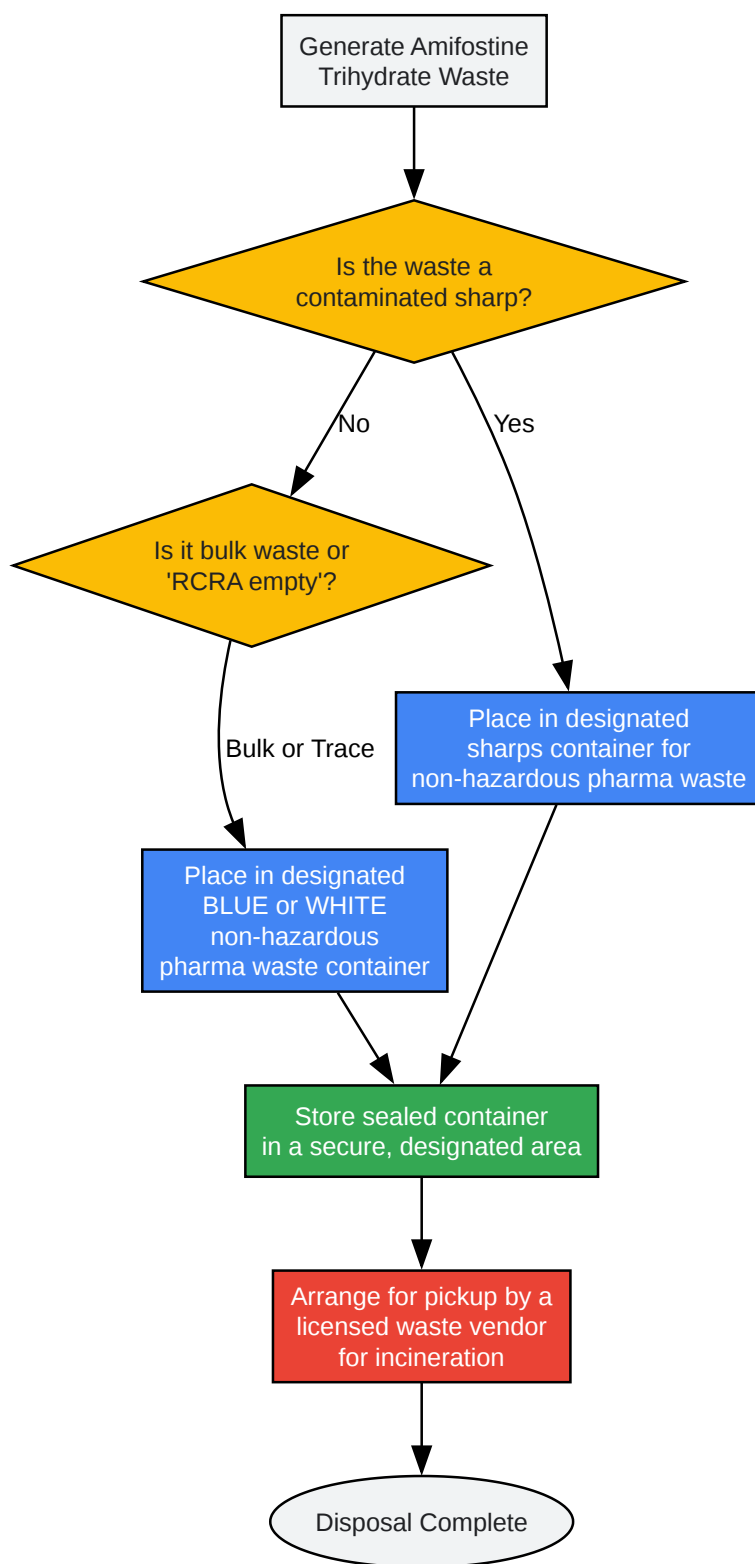 Generate Amifostine
Trihydrate Waste
Is the waste a
contaminated sharp?
No
Yes
Is it bulk waste or
'RCRA empty'?
Bulk or Trace
Place in designated
sharps container for
non-hazardous pharma waste
Place in designated
BLUE or WHITE
non-hazardous
pharma waste container
Store sealed container
in a secure, designated area
Arrange for pickup by a
licensed waste vendor
for incineration
Disposal Complete